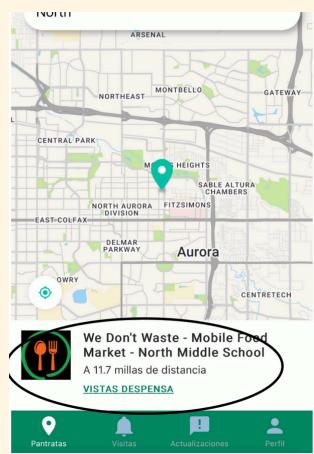 North
ARSENAL
NORTHEAST
MONTBELLO
GATEWAY
CENTRAL PARK
HEIGHTS
SABLE ALTURA
CHAMBERS
NORTH AURORA
DIVISION
FITZSIMONS
EAST-COLFAX
DELMAR
PARKWAY
Aurora
OWRY
CENTRETECH
We Don't Waste - Mobile Food
Market - North Middle School
A 11.7 millas de distancia
VISTAS DESPENSA
Pantratas
Visitas
Actualizaciones
Perfil